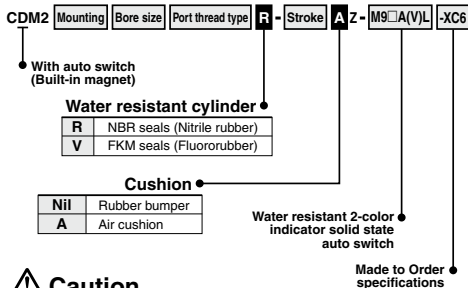 CDM2 Mounting Bore size Port thread type R - Stroke A Z - M9□A(V)L -XC6
With auto switch
(Built-in magnet)
Water resistant cylinder
R NBR seals (Nitrile rubber)
V FKM seals (Fluororubber)
Cushion
Nil Rubber bumper
A Air cushion
Water resistant 2-color
indicator solid state
auto switch
Made to Order
specifications
Caution